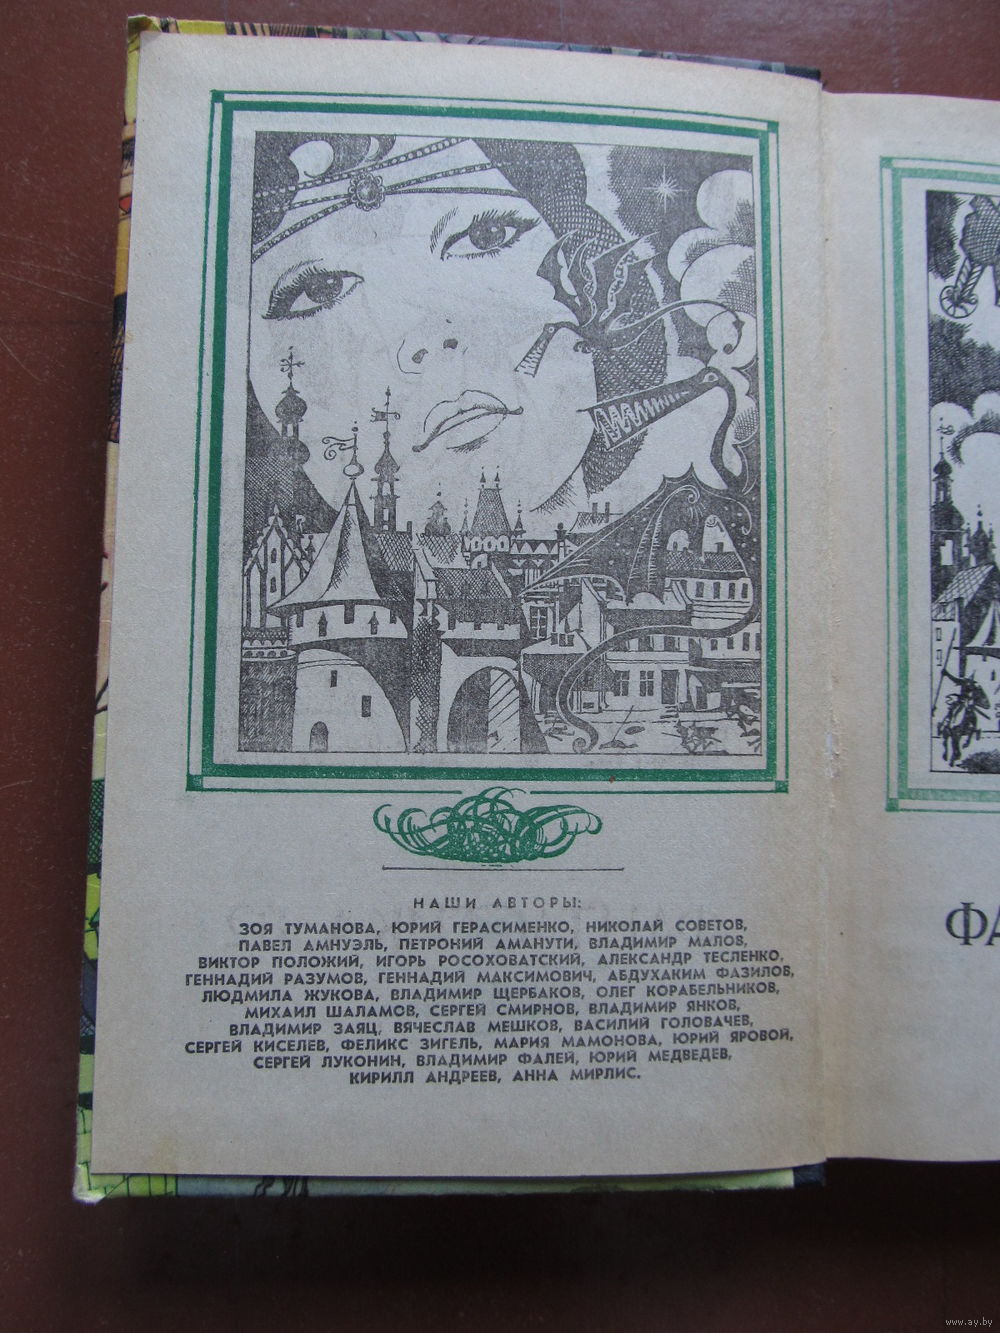 НАШИ АВТОРЫ:
ЗОЯ ТУМАНОВА, ЮРИЙ ГЕРАСИМЕНКО, НИКОЛАЙ СОВЕТОВ,
ПАВЕЛ АМНУЭЛЬ, ПЕТРОНИЙ АМАНУТИ, ВЛАДИМИР МАЛОВ,
ВИКТОР ПОЛОЖИЙ, ИГОРЬ РОСОХОВАТСКИЙ, АЛЕКСАНДР ТЕСЛЕНКО,
ГЕННАДИЙ РАЗУМОВ, ГЕННАДИЙ МАКСИМОВИЧ, АБДУХАКИМ ФАЗИЛОВ,
ЛЮДМИЛА ЖУКОВА, ВЛАДИМИР ЩЕРБАКОВ, ОЛЕГ КОРАБЕЛЬНИКОВ,
МИХАИЛ ШАЛАМОВ, СЕРГЕЙ СМИРНОВ, ВЛАДИМИР ЯНКОВ,
ВЛАДИМИР ЗАЯЦ, ВЯЧЕСЛАВ МЕШКОВ, ВАСИЛИЙ ГОЛОВАЧЕВ,
СЕРГЕЙ КИСЕЛЕВ, ФЕЛИКС ЗИГЕЛЬ, МАРИЯ МАМОНОВА, ЮРИЙ ЯРОВОЙ,
СЕРГЕЙ ЛУКОНИН, ВЛАДИМИР ФАЛЕЙ, ЮРИЙ МЕДВЕДЕВ,
КИРИЛЛ АНДРЕЕВ, АННА МИРЛИС.
ФА
www.ay.by